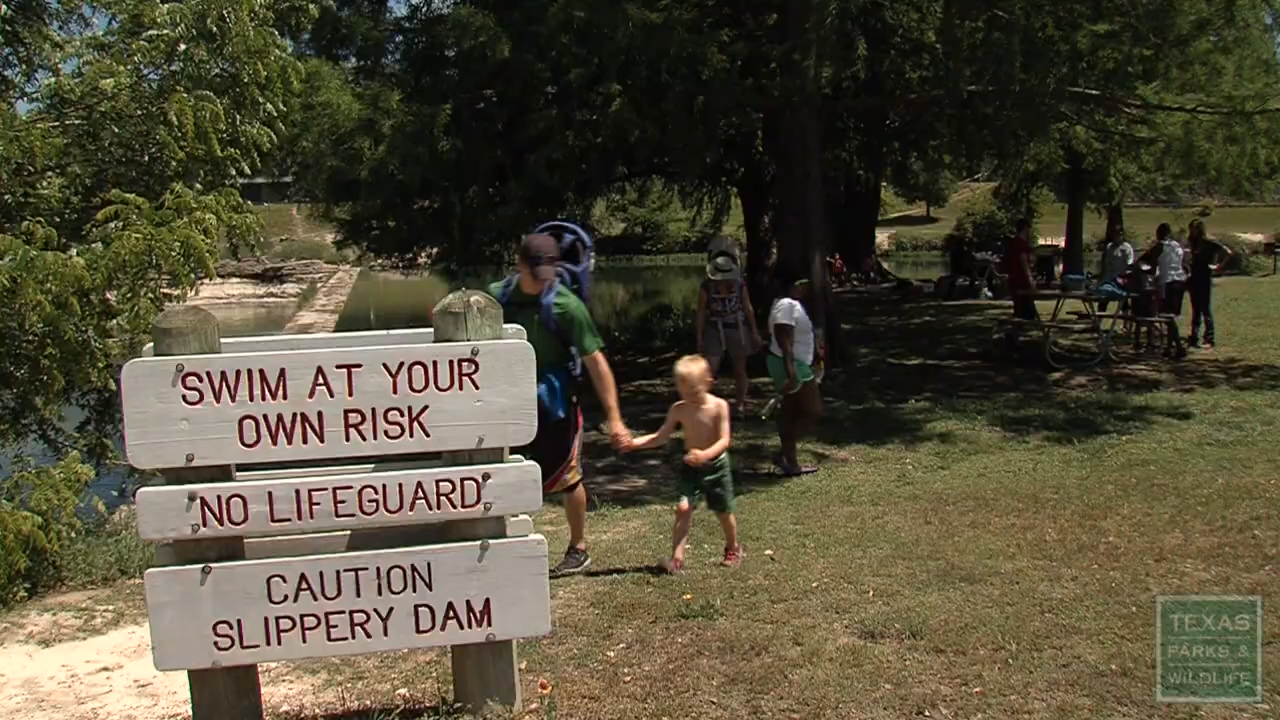 SWIM AT YOUR
OWN RISK
NO LIFEGUARD
CAUTION
SLIPPERY DAM
TEXAS
PARKS &
WILDLIFE